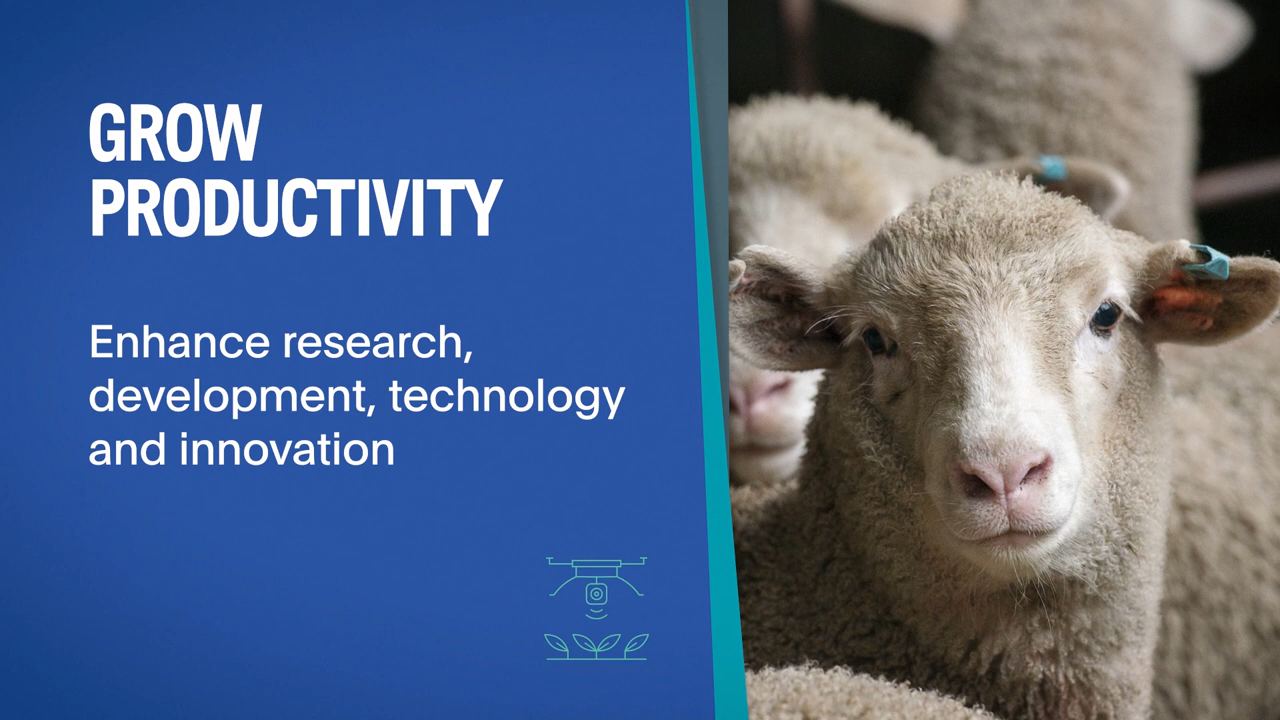 GROW
PRODUCTIVITY
Enhance research,
development, technology
and innovation